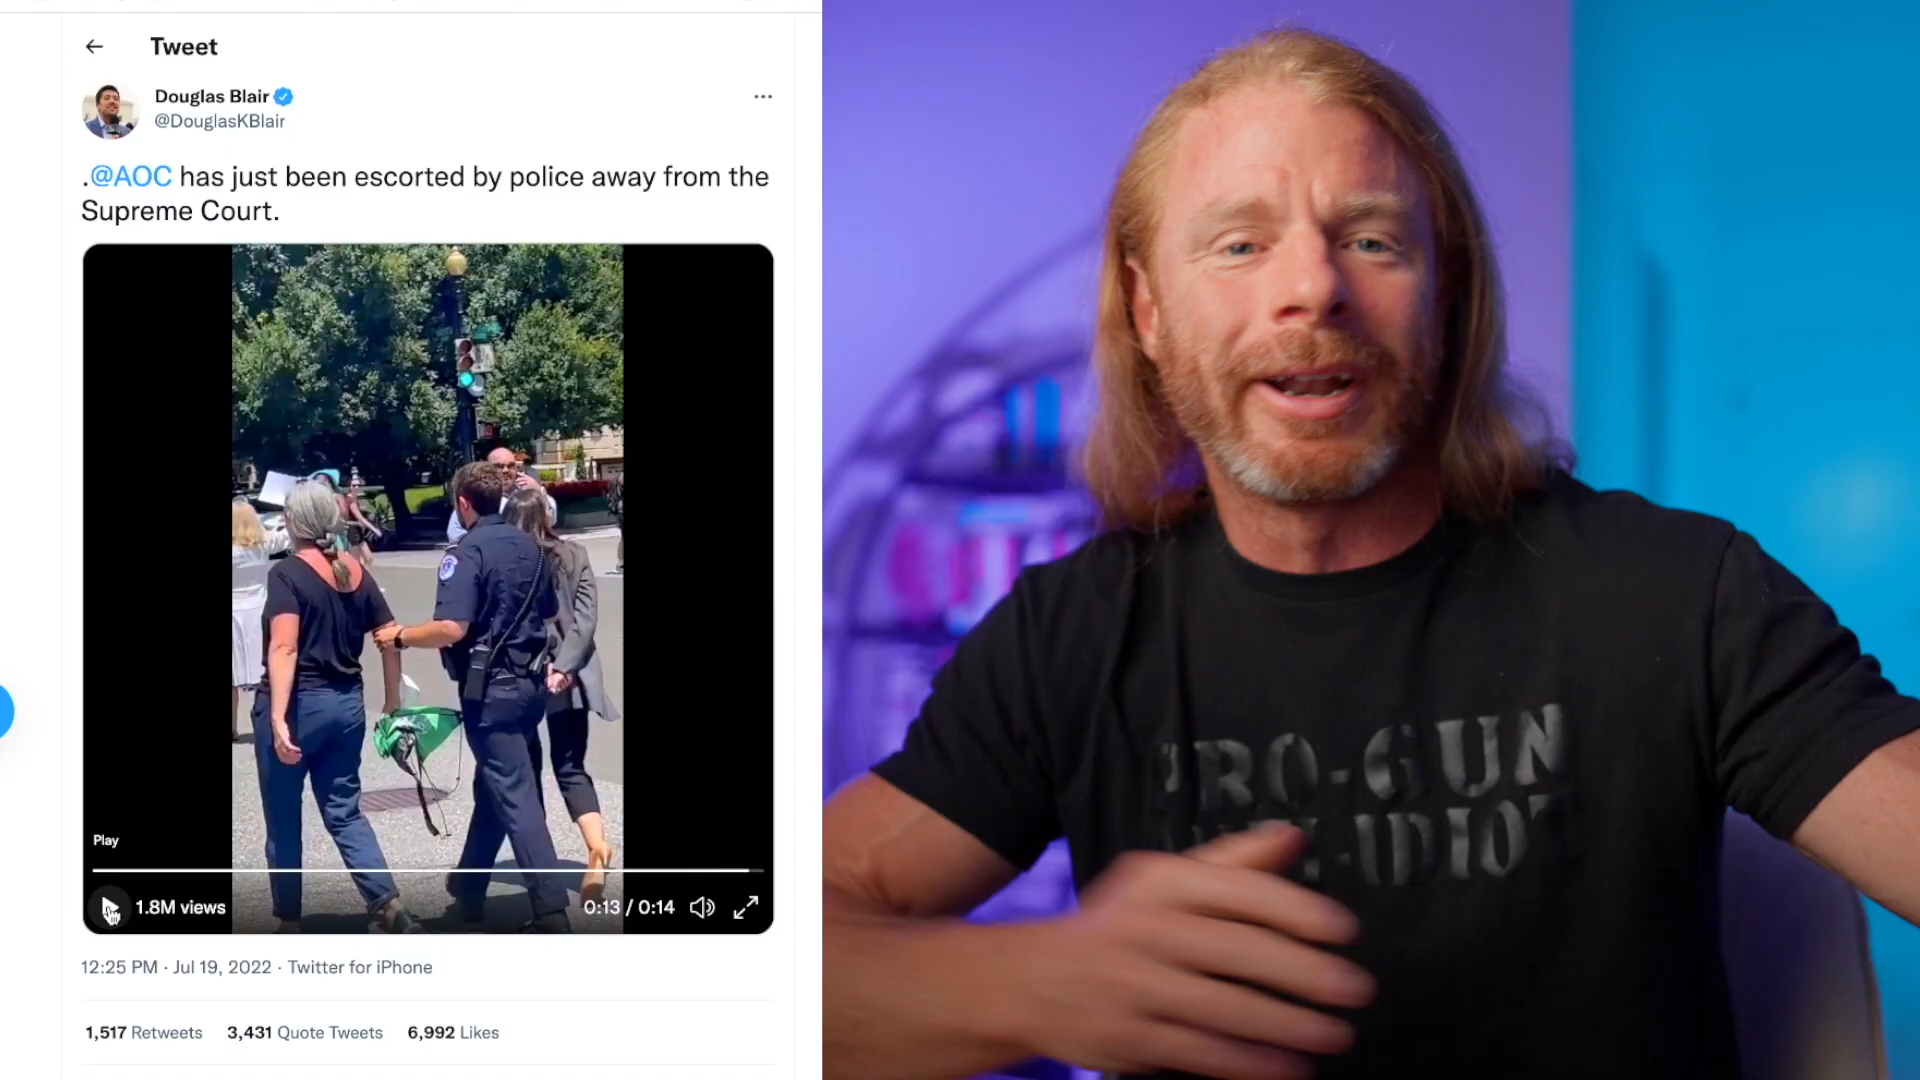 Tweet
Douglas Blair
@DouglasKBlair
.@AOC has just been escorted by police away from the
Supreme Court.
Play
1.8M views
0:13 / 0:14
12:25 PM · Jul 19, 2022 · Twitter for iPhone
1,517 Retweets 3,431 Quote Tweets 6,992 Likes
PRO-GUN